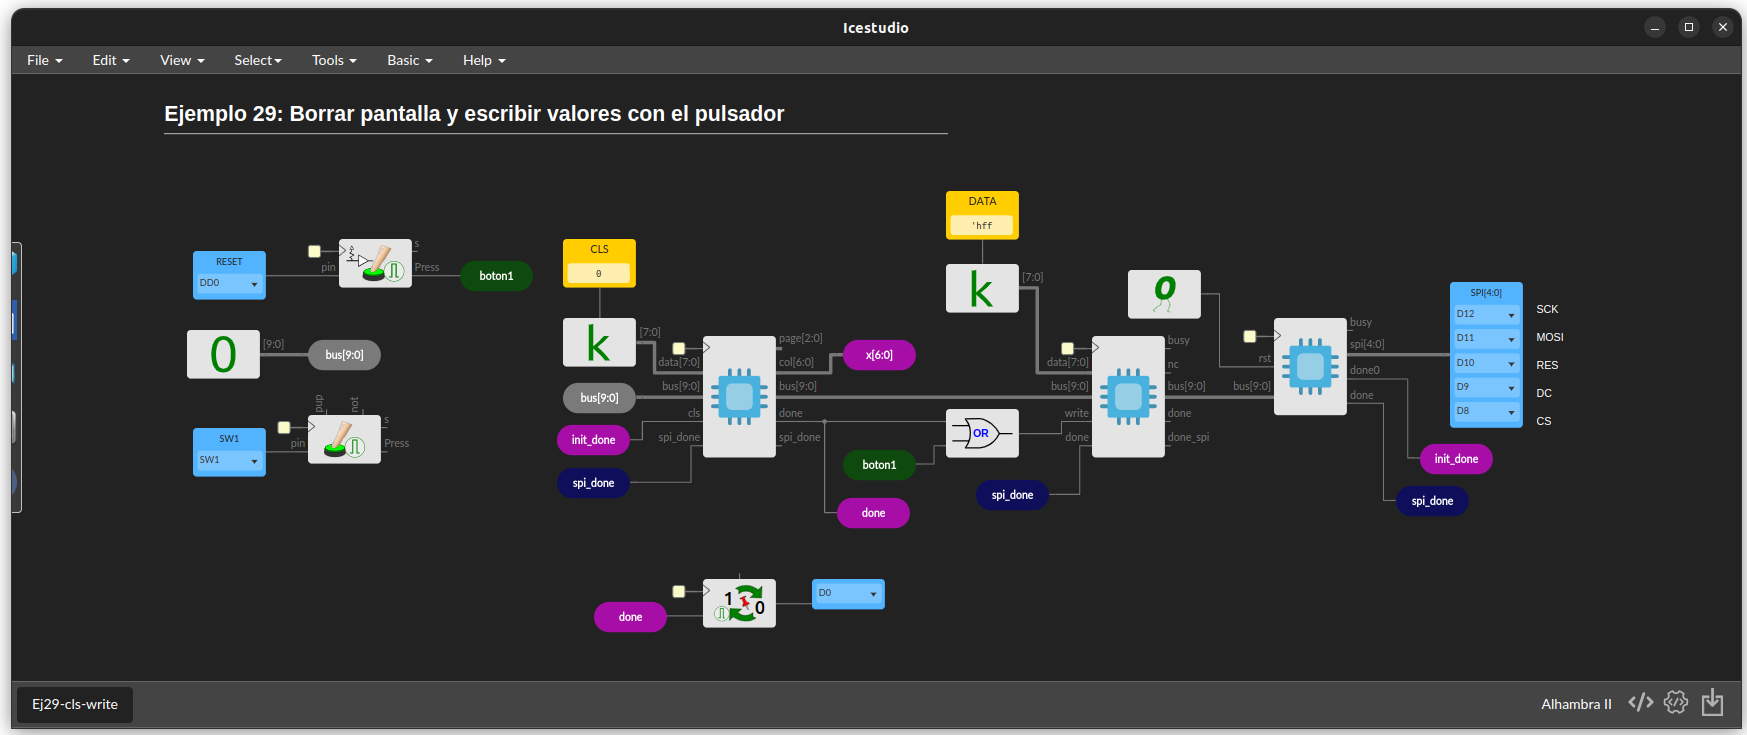 Icestudio
File Edit View Select Tools Basic Help
Ejemplo 29: Borrar pantalla y escribir valores con el pulsador
RESET
DD0
pin
s
Press
boton1
0
[9:0]
bus[9:0]
SW1
SW1
pin
pup
not
s
Press
CLS
0
k
[7:0]
data[7:0]
bus[9:0]
bus[9:0]
cls
init_done
spi_done
spi_done
page[2:0]
col[6:0]
x[6:0]
bus[9:0]
done
spi_done
boton1
done
OR
DATA
'hff
k
[7:0]
data[7:0]
bus[9:0]
write
done
spi_done
busy
nc
bus[9:0]
done
done_spi
0
rst
bus[9:0]
busy
spi[4:0]
done0
done
SPI[4:0]
D12 SCK
D11 MOSI
D10 RES
D9 DC
D8 CS
init_done
spi_done
done
1 0
D0
Ej29-cls-write
Alhambra II